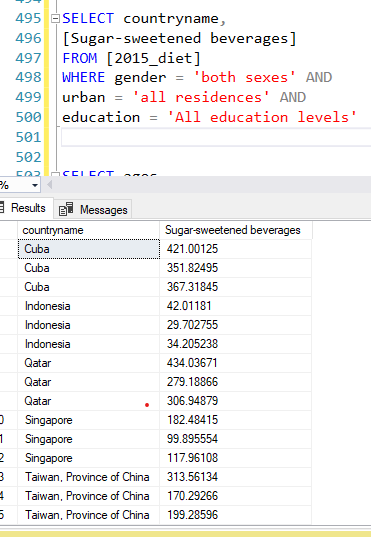 494
495 SELECT countryname,
496 [Sugar-sweetened beverages]
497 FROM [2015_diet]
498 WHERE gender = 'both sexes' AND
499 urban = 'all residences' AND
500 education = 'All education levels'
501
502
503 SELECT ages
%
Results Messages
countryname Sugar-sweetened beverages
Cuba 421.00125
Cuba 351.82495
Cuba 367.31845
Indonesia 42.01181
Indonesia 29.702755
Indonesia 34.205238
Qatar 434.03671
Qatar 279.18866
Qatar 306.94879
0 Singapore 182.48415
1 Singapore 99.895554
2 Singapore 117.96108
3 Taiwan, Province of China 313.56134
4 Taiwan, Province of China 170.29266
5 Taiwan, Province of China 199.28596